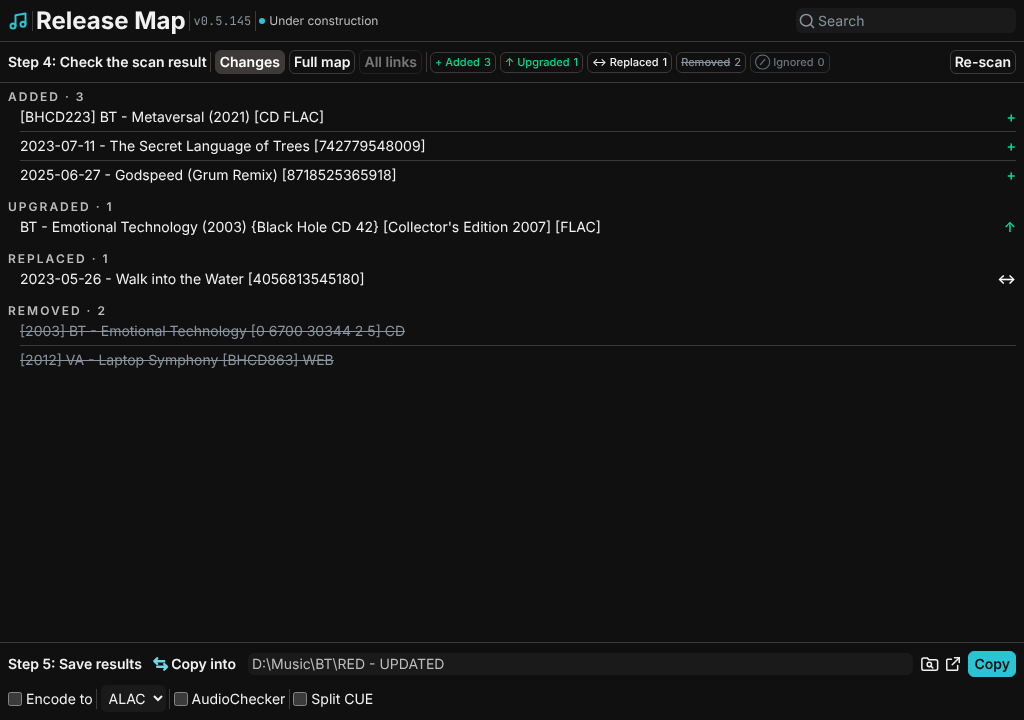 Release Map v0.5.145 Under construction Search
Step 4: Check the scan result Changes Full map All links + Added 3 ↑ Upgraded 1 ↔ Replaced 1 Removed 2 Ignored 0 Re-scan
ADDED · 3
[BHCD223] BT - Metaversal (2021) [CD FLAC] +
2023-07-11 - The Secret Language of Trees [742779548009] +
2025-06-27 - Godspeed (Grum Remix) [8718525365918] +
UPGRADED · 1
BT - Emotional Technology (2003) {Black Hole CD 42} [Collector's Edition 2007] [FLAC] ↑
REPLACED · 1
2023-05-26 - Walk into the Water [4056813545180] ↔
REMOVED · 2
[2003] BT - Emotional Technology [0 6700 30344 2 5] CD
[2012] VA - Laptop Symphony [BHCD863] WEB
Step 5: Save results Copy into D:\Music\BT\RED - UPDATED Copy
Encode to ALAC AudioChecker Split CUE